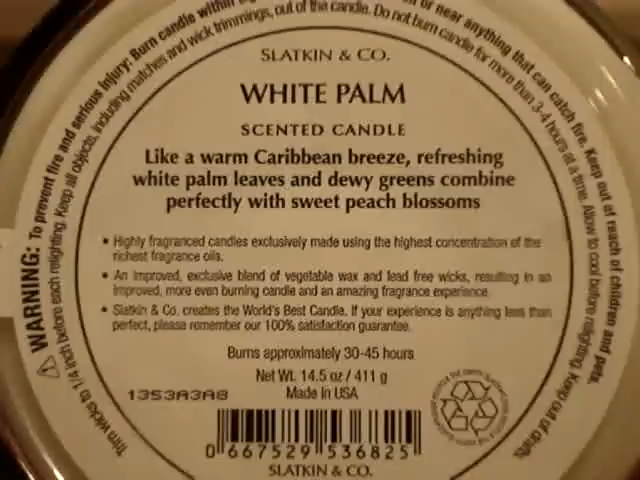 SLATKIN & CO.
WHITE PALM
SCENTED CANDLE
Like a warm Caribbean breeze, refreshing
white palm leaves and dewy greens combine
perfectly with sweet peach blossoms
• Highly fragranced candles exclusively made using the highest concentration of the
richest fragrance oils.
• An improved, exclusive blend of vegetable wax and lead free wicks, resulting in an
improved, more even burning candle and an amazing fragrance experience.
• Slatkin & Co. creates the World's Best Candle. If your experience is anything less than
perfect, please remember our 100% satisfaction guarantee.
Burns approximately 30-45 hours
Net Wt. 14.5 oz / 411 g
Made in USA
1353A3A8
0 667529 536825
SLATKIN & CO.
WARNING: To prevent fire and serious injury: Burn candle within
or near anything that can catch fire. Keep out of reach of children and pets.
Trim wicks to 1/4 inch before each relighting. Keep all objects, including matches and wick trimmings, out of the candle. Do not burn candle for more than 3-4 hours at a time. Allow to cool before relighting. Keep out of drafts.